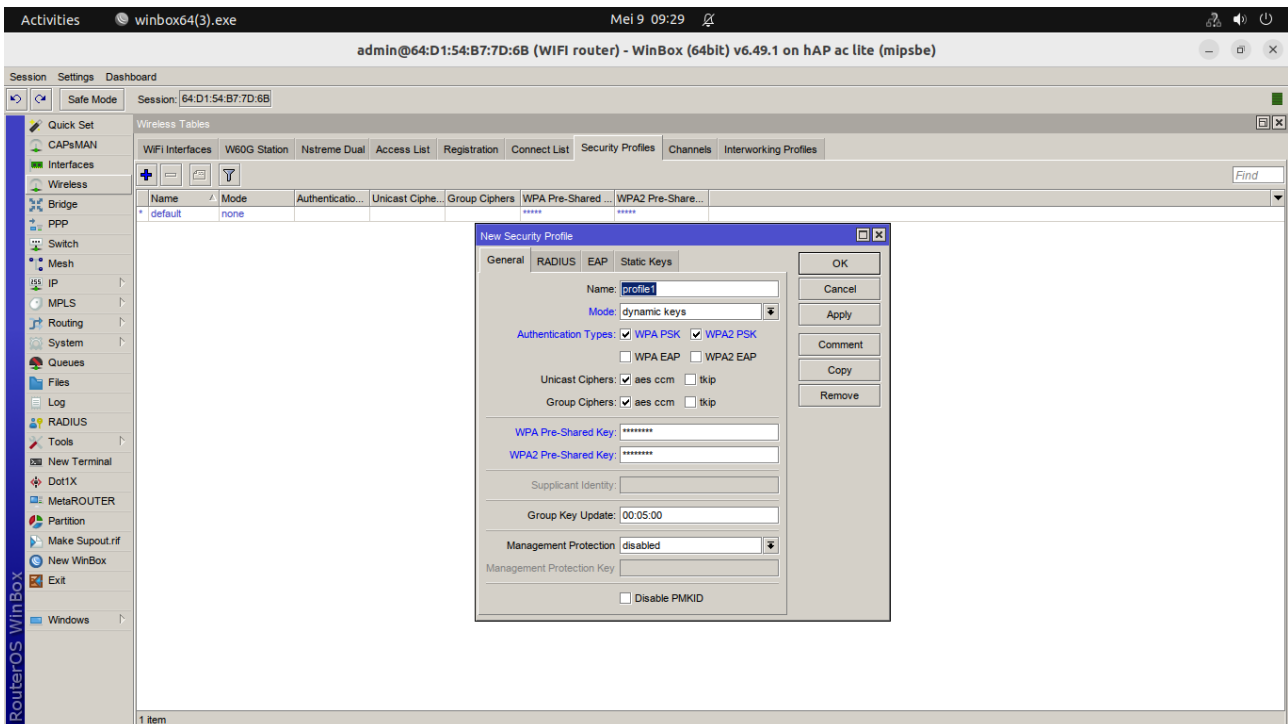 Activities winbox64(3).exe Mei 9 09:29
admin@64:D1:54:B7:7D:6B (WIFI router) - WinBox (64bit) v6.49.1 on hAP ac lite (mipsbe)
Session Settings Dashboard
Safe Mode Session: 64:D1:54:B7:7D:6B
Quick Set
CAPsMAN
Interfaces
Wireless
Bridge
PPP
Switch
Mesh
IP
MPLS
Routing
System
Queues
Files
Log
RADIUS
Tools
New Terminal
Dot1X
MetaROUTER
Partition
Make Supout.rif
New WinBox
Exit
Windows
RouterOS WinBox
Wireless Tables
WiFi Interfaces W60G Station Nstreme Dual Access List Registration Connect List Security Profiles Channels Interworking Profiles
Find
Name Mode Authenticatio... Unicast Ciphe... Group Ciphers WPA Pre-Shared ... WPA2 Pre-Share...
* default none ***** *****
New Security Profile
General RADIUS EAP Static Keys
Name: profile1
Mode: dynamic keys
Authentication Types: WPA PSK WPA2 PSK
WPA EAP WPA2 EAP
Unicast Ciphers: aes ccm tkip
Group Ciphers: aes ccm tkip
WPA Pre-Shared Key: ********
WPA2 Pre-Shared Key: ********
Supplicant Identity:
Group Key Update: 00:05:00
Management Protection disabled
Management Protection Key
Disable PMKID
OK
Cancel
Apply
Comment
Copy
Remove
1 item